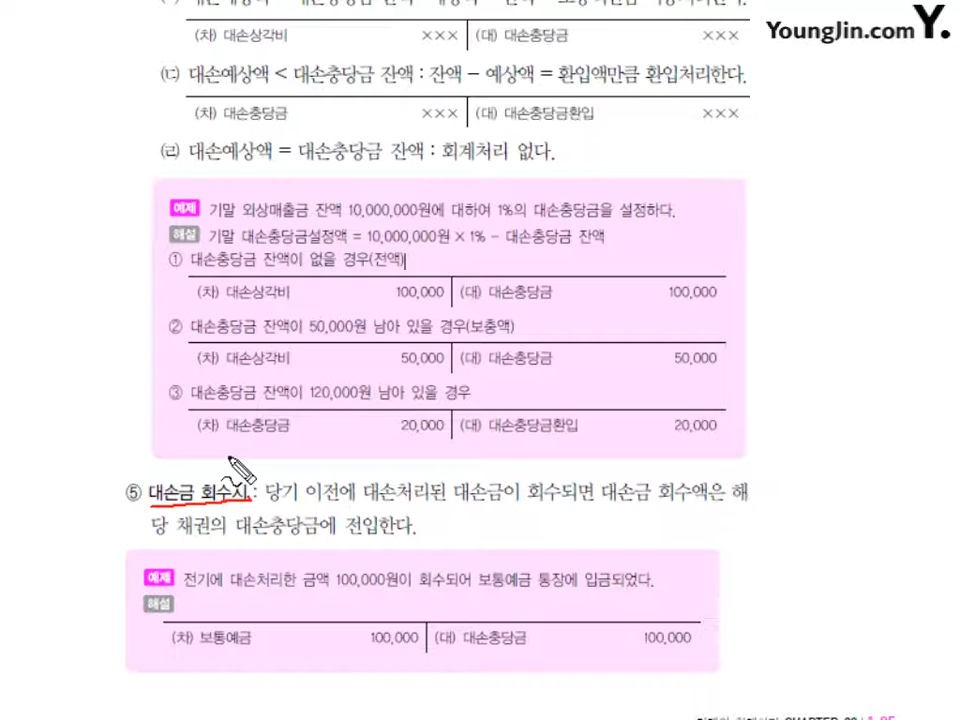 YoungJin.com Y.
(차) 대손상각비 ××× (대) 대손충당금 ×××
(ㄷ) 대손예상액 < 대손충당금 잔액 : 잔액 - 예상액 = 환입액만큼 환입처리한다.
(차) 대손충당금 ××× (대) 대손충당금환입 ×××
(ㄹ) 대손예상액 = 대손충당금 잔액 : 회계처리 없다.
예제 기말 외상매출금 잔액 10,000,000원에 대하여 1%의 대손충당금을 설정하다.
해설 기말 대손충당금설정액 = 10,000,000원 × 1% - 대손충당금 잔액
① 대손충당금 잔액이 없을 경우(전액)
(차) 대손상각비 100,000 (대) 대손충당금 100,000
② 대손충당금 잔액이 50,000원 남아 있을 경우(보충액)
(차) 대손상각비 50,000 (대) 대손충당금 50,000
③ 대손충당금 잔액이 120,000원 남아 있을 경우
(차) 대손충당금 20,000 (대) 대손충당금환입 20,000
⑤ 대손금 회수시 : 당기 이전에 대손처리된 대손금이 회수되면 대손금 회수액은 해
당 채권의 대손충당금에 전입한다.
예제 전기에 대손처리한 금액 100,000원이 회수되어 보통예금 통장에 입금되었다.
해설
(차) 보통예금 100,000 (대) 대손충당금 100,000